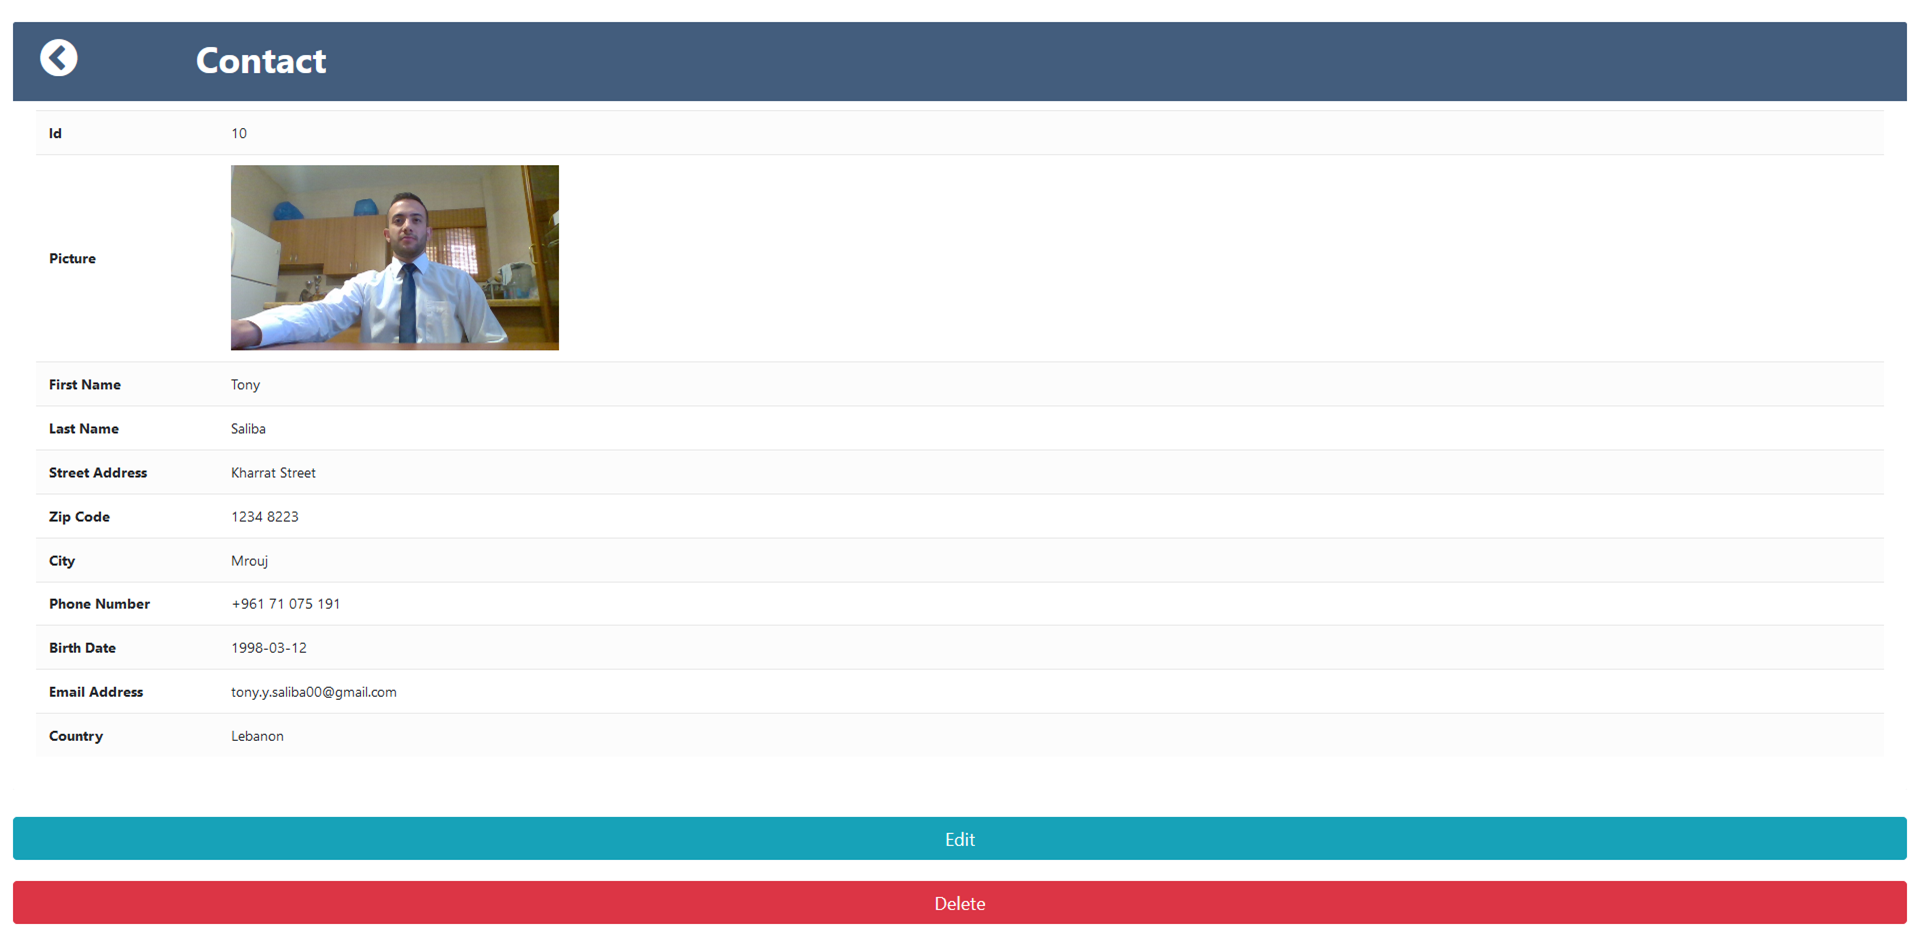 Contact
Id 10
Picture
First Name Tony
Last Name Saliba
Street Address Kharrat Street
Zip Code 1234 8223
City Mrouj
Phone Number +961 71 075 191
Birth Date 1998-03-12
Email Address tony.y.saliba00@gmail.com
Country Lebanon
Edit
Delete